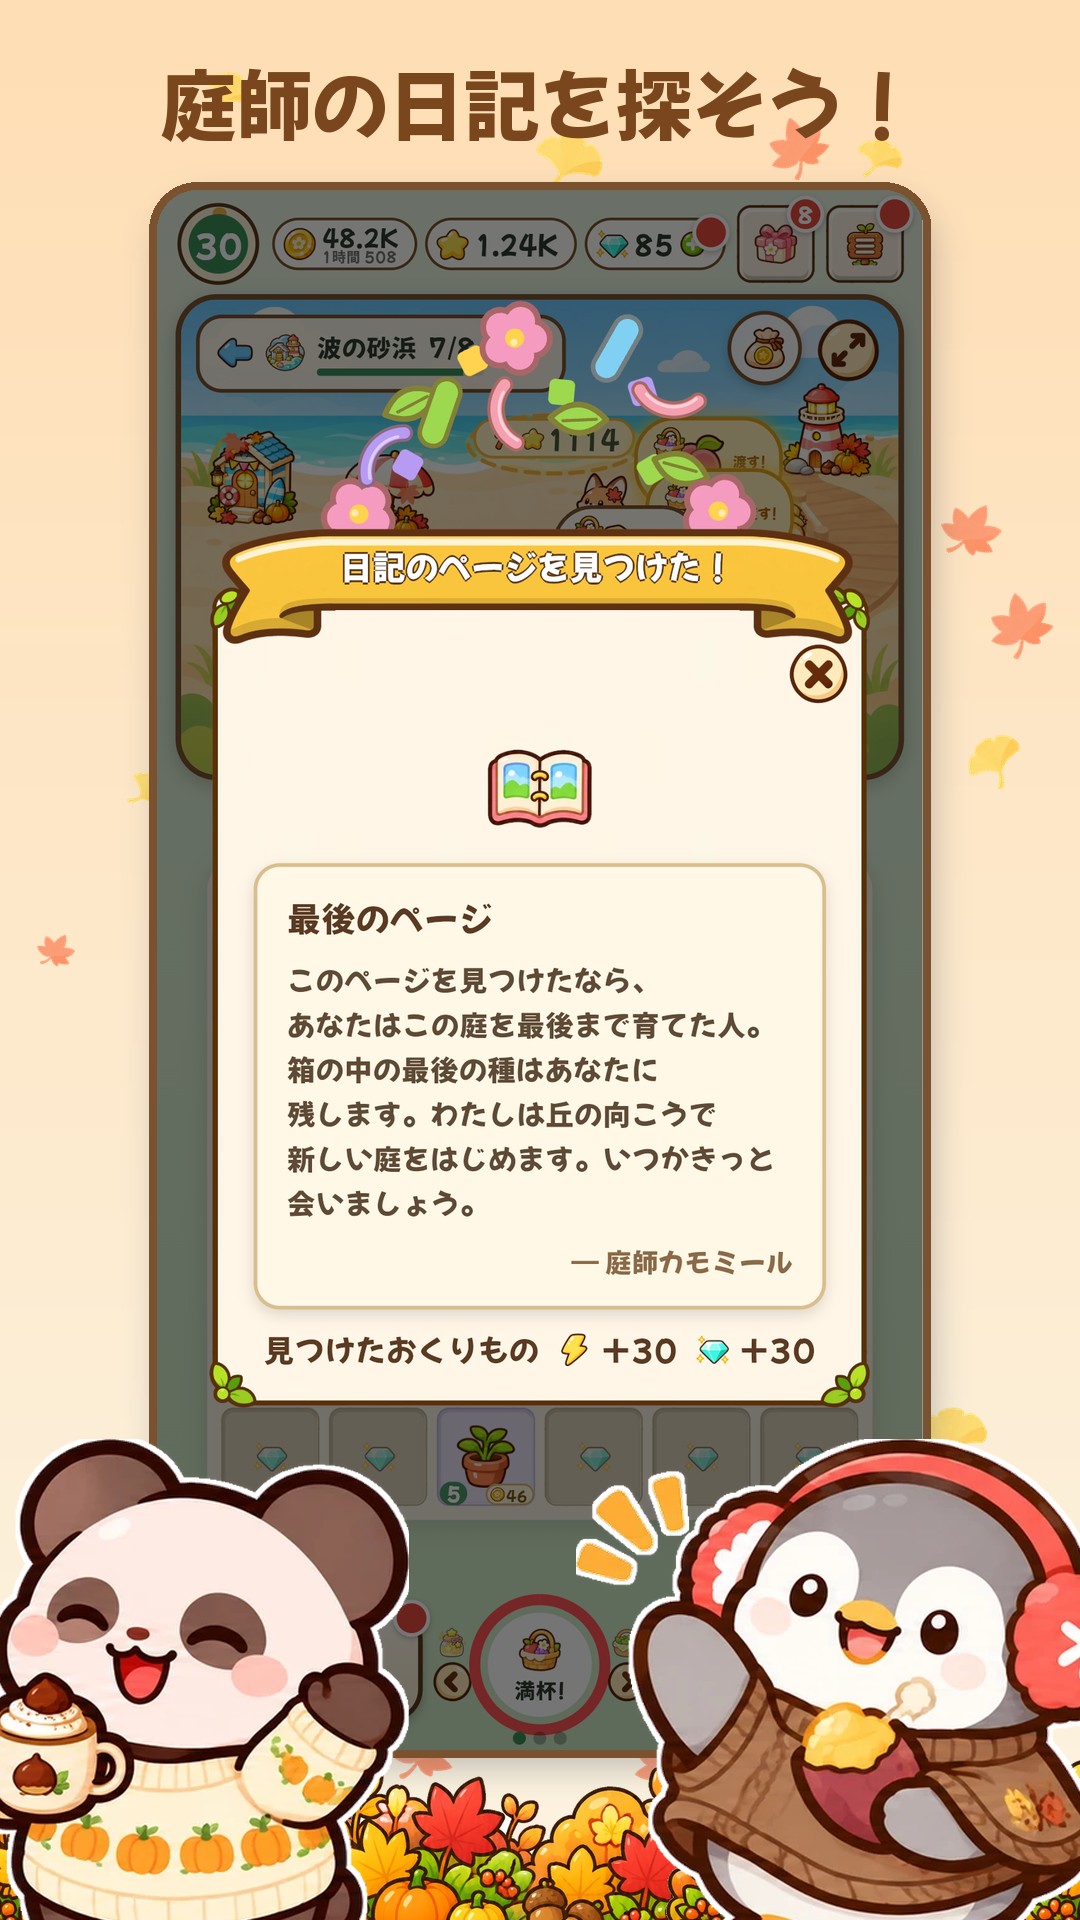 庭師の日記を探そう！
30
48.2K
1時間 508
1.24K
85
8
波の砂浜 7/8
1114
渡す!
す!
日記のページを見つけた！
最後のページ
このページを見つけたなら、
あなたはこの庭を最後まで育てた人。
箱の中の最後の種はあなたに
残します。わたしは丘の向こうで
新しい庭をはじめます。いつかきっと
会いましょう。
— 庭師カモミール
見つけたおくりもの +30 +30
5
46
満杯!